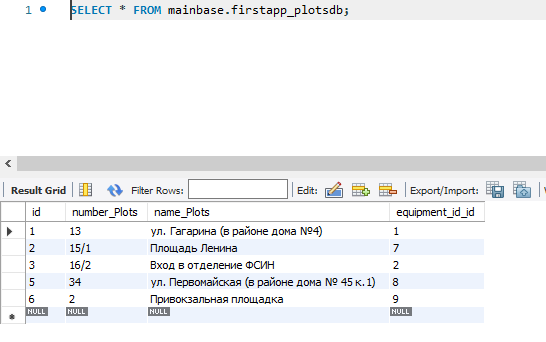 1 SELECT * FROM mainbase.firstapp_plotsdb;
Result Grid Filter Rows: Edit: Export/Import:
id number_Plots name_Plots equipment_id_id
1 13 ул. Гагарина (в районе дома №4) 1
2 15/1 Площадь Ленина 7
3 16/2 Вход в отделение ФСИН 2
5 34 ул. Первомайская (в районе дома № 45 к.1) 8
6 2 Привокзальная площадка 9
NULL NULL NULL NULL